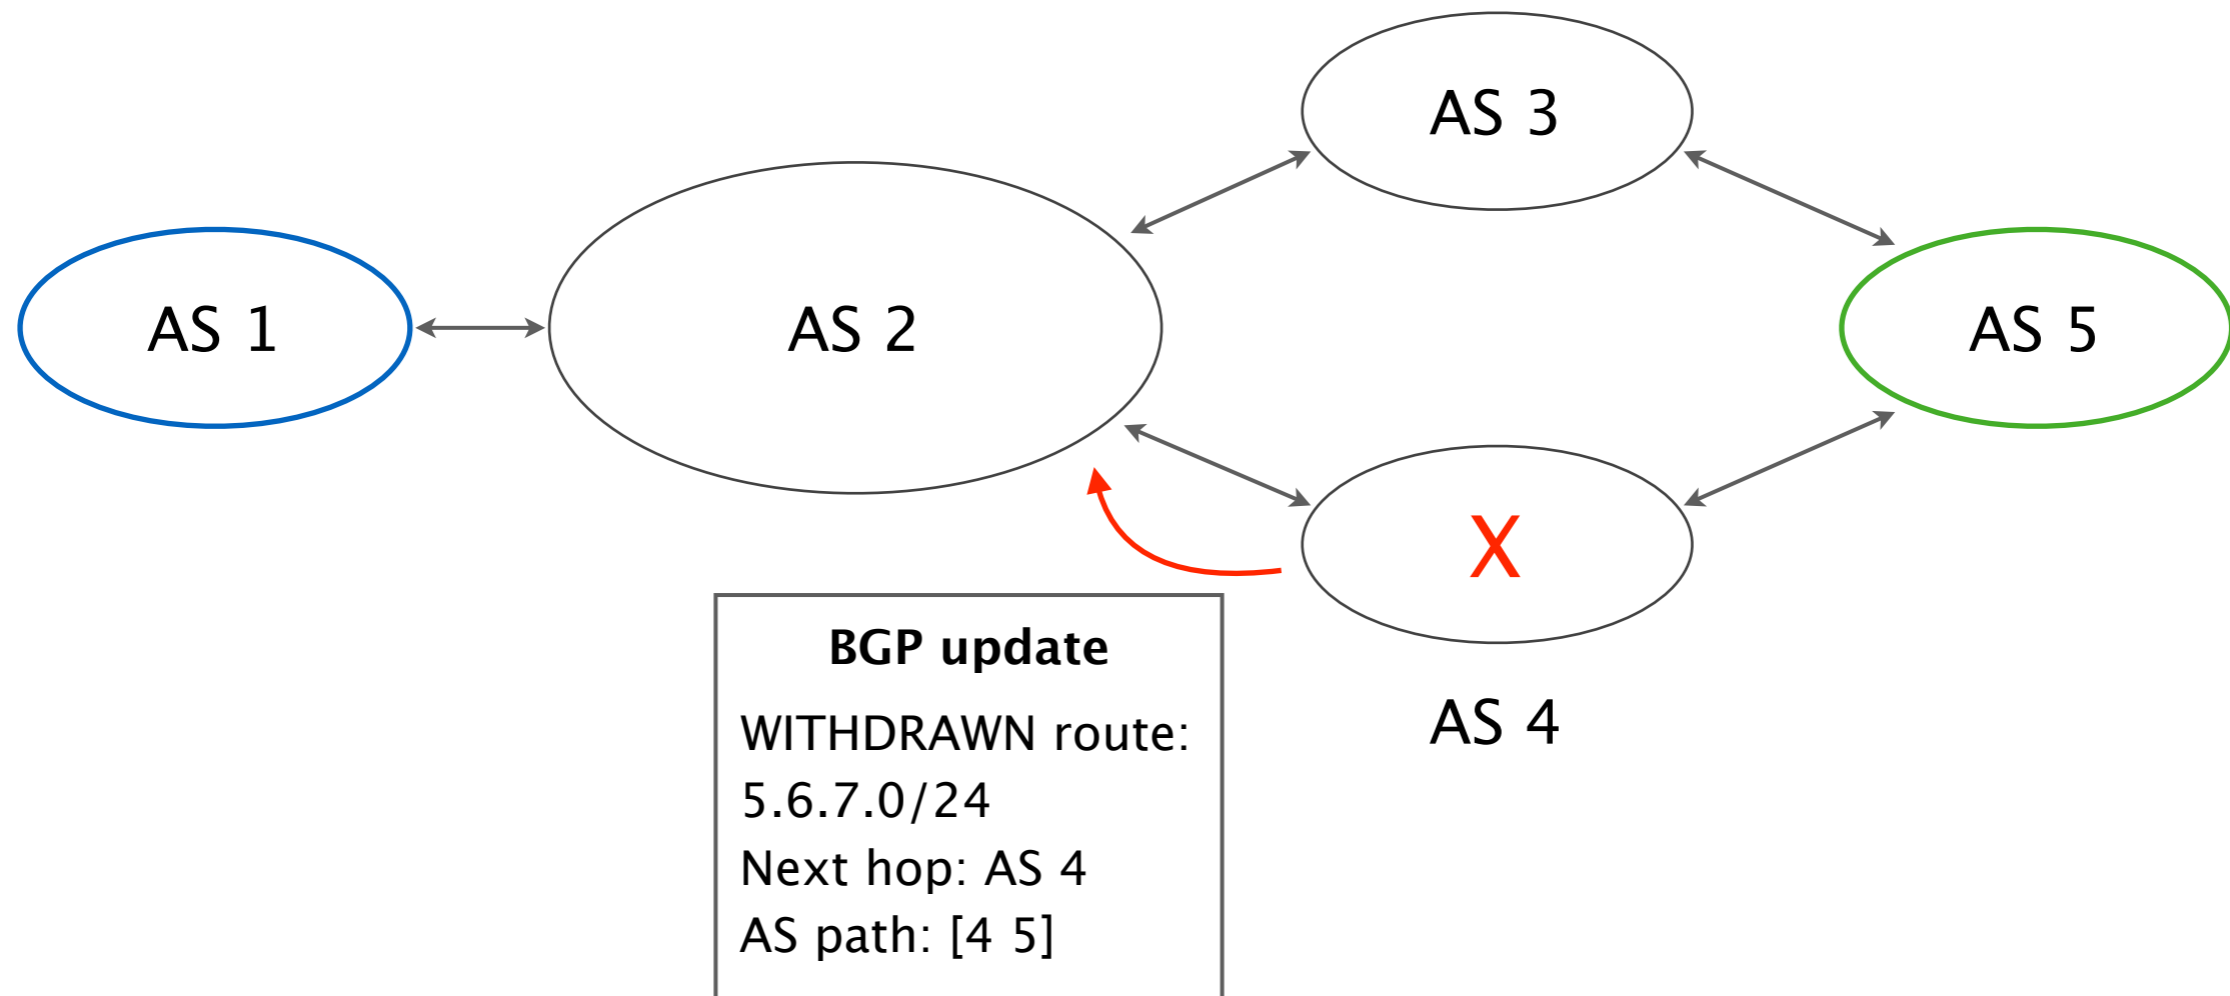 AS 3
AS 1
AS 2
AS 5
X
BGP update
WITHDRAWN route:
5.6.7.0/24
Next hop: AS 4
AS path: [4 5]
AS 4